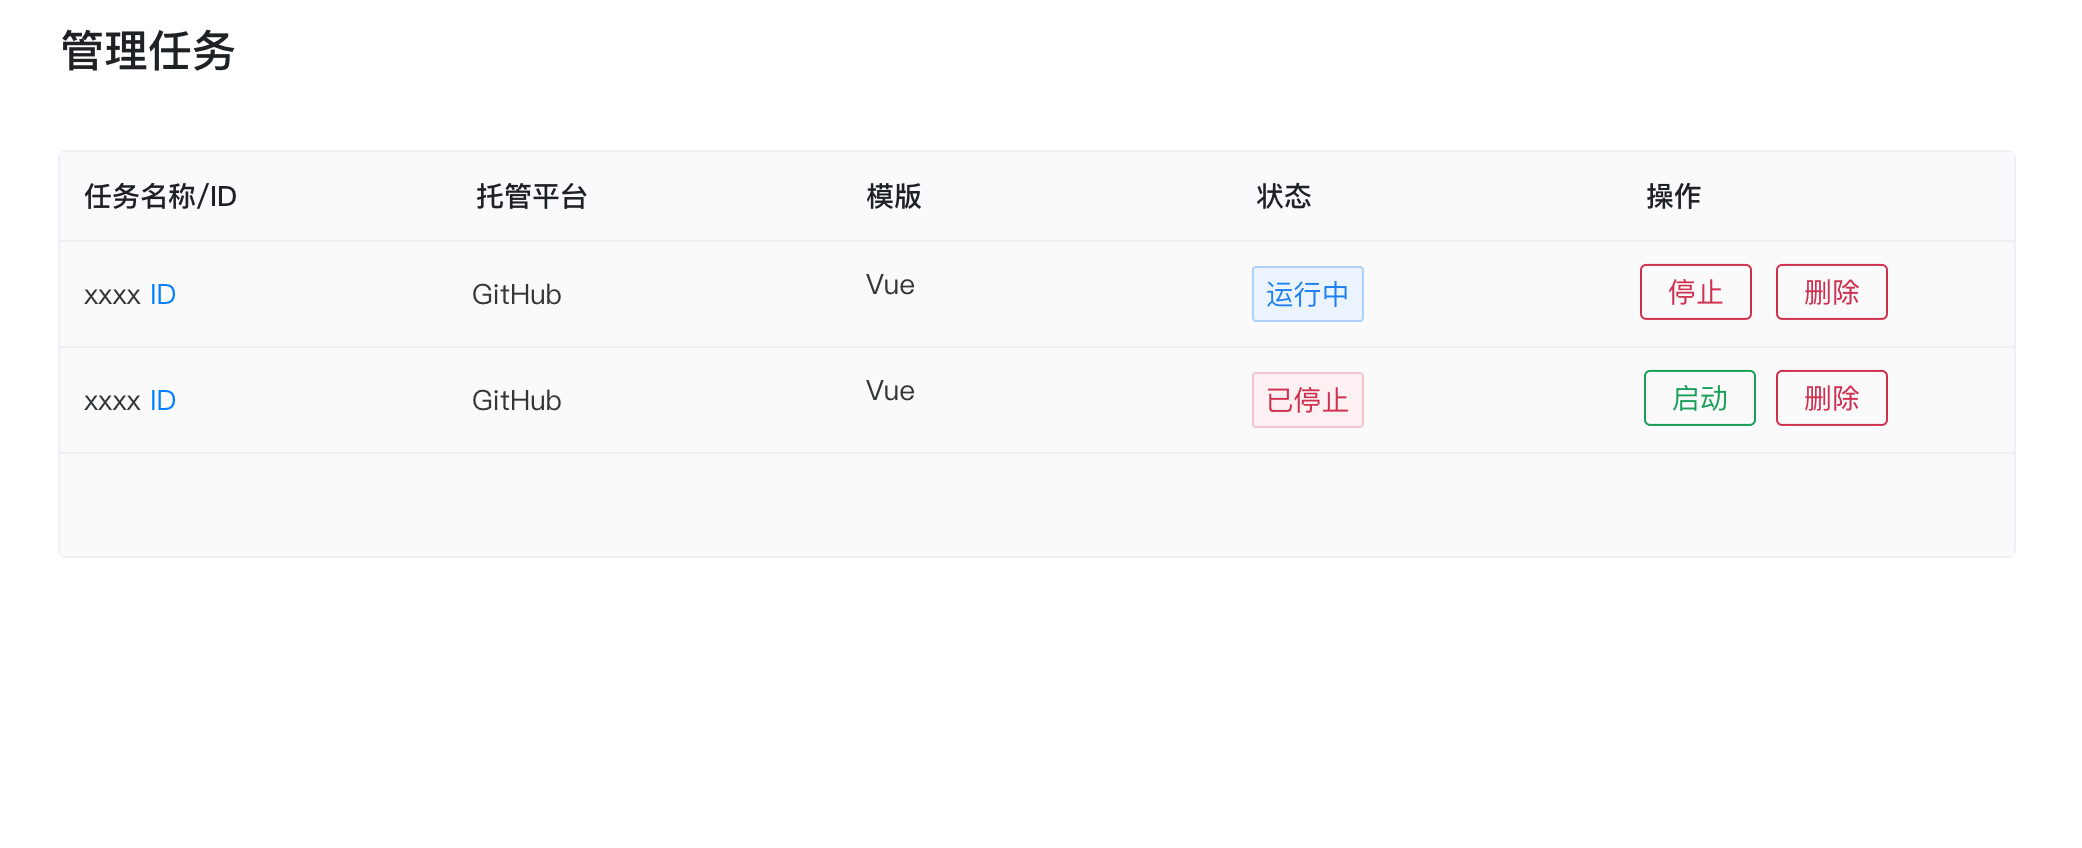 管理任务
任务名称/ID 托管平台 模版 状态 操作
xxxx ID GitHub Vue 运行中 停止 删除
xxxx ID GitHub Vue 已停止 启动 删除